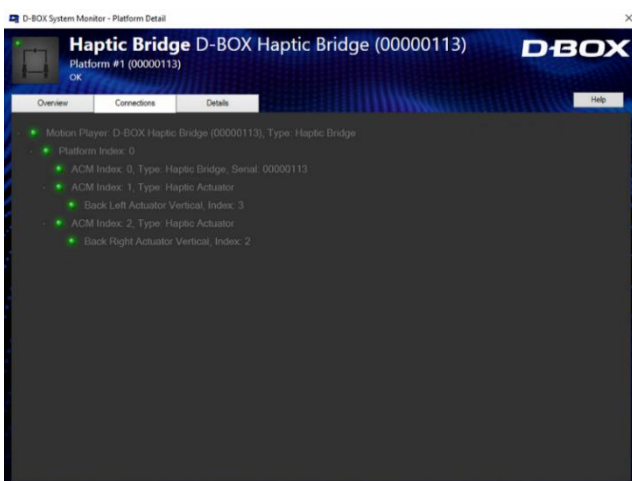 D-BOX System Monitor - Platform Detail
Haptic Bridge D-BOX Haptic Bridge (00000113)
Platform #1 (00000113)
OK
D-BOX
Overview
Connections
Details
Help
Motion Player: D-BOX Haptic Bridge (00000113), Type: Haptic Bridge
Platform Index: 0
ACM Index: 0, Type: Haptic Bridge, Serial: 00000113
ACM Index: 1, Type: Haptic Actuator
Back Left Actuator Vertical, Index: 3
ACM Index: 2, Type: Haptic Actuator
Back Right Actuator Vertical, Index: 2